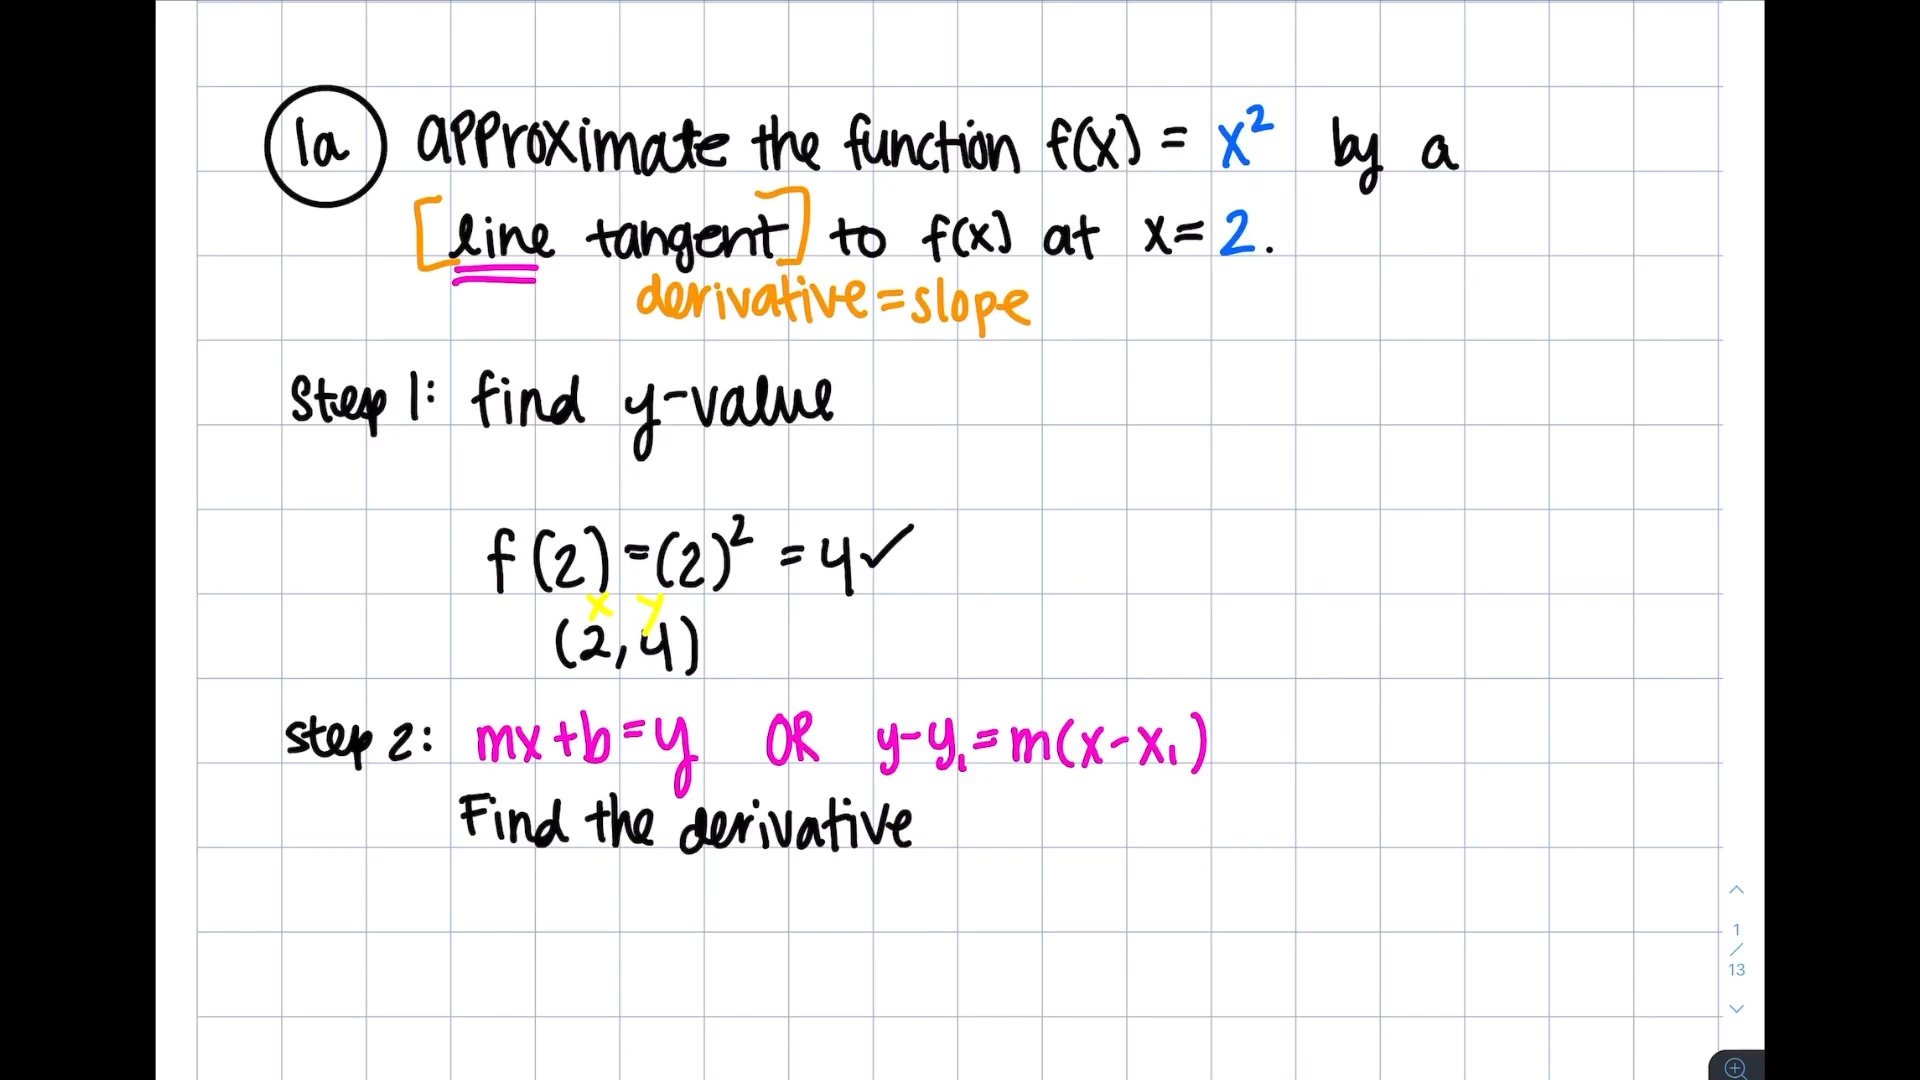 1a approximate the function f(x) = x² by a
[line tangent] to f(x) at x = 2.
derivative = slope
Step 1: find y-value
f(2) = (2)² = 4 ✓
x y
(2, 4)
step 2: mx + b = y OR y - y₁ = m(x - x₁)
Find the derivative
1
/
13